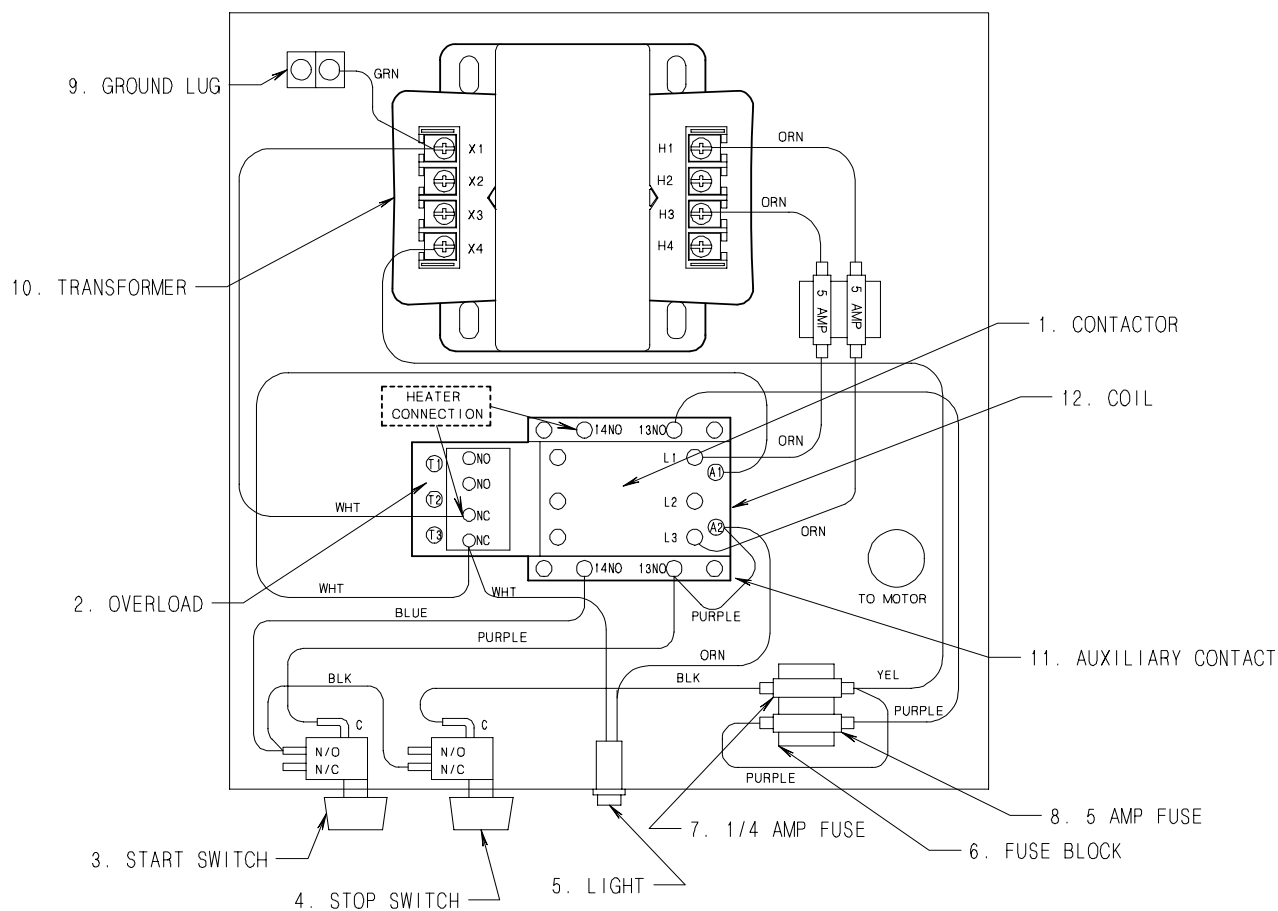 9. GROUND LUG
GRN
X1
X2
X3
X4
H1
H2
H3
H4
ORN
ORN
10. TRANSFORMER
5 AMP
5 AMP
1. CONTACTOR
HEATER
CONNECTION
12. COIL
14NO
13NO
ORN
T1
NO
L1
A1
NO
T2
L2
WHT
NC
A2
ORN
T3
NC
L3
14NO
13NO
2. OVERLOAD
WHT
WHT
TO MOTOR
BLUE
PURPLE
PURPLE
ORN
11. AUXILIARY CONTACT
BLK
BLK
YEL
PURPLE
C
C
N/O
N/C
N/O
N/C
PURPLE
7. 1/4 AMP FUSE
8. 5 AMP FUSE
6. FUSE BLOCK
3. START SWITCH
4. STOP SWITCH
5. LIGHT